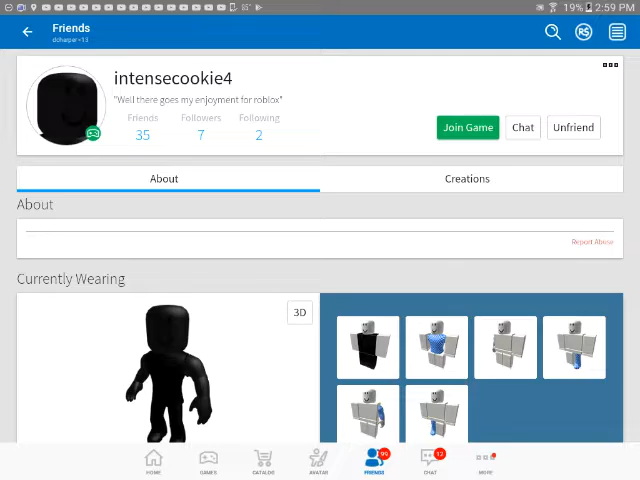 19% 2:59 PM
Friends
dcharper<13
R$
intensecookie4
"Well there goes my enjoyment for roblox"
Friends Followers Following
35 7 2
Join Game Chat Unfriend
About Creations
About
Report Abuse
Currently Wearing
3D
99 12
HOME GAMES CATALOG AVATAR FRIENDS CHAT MORE